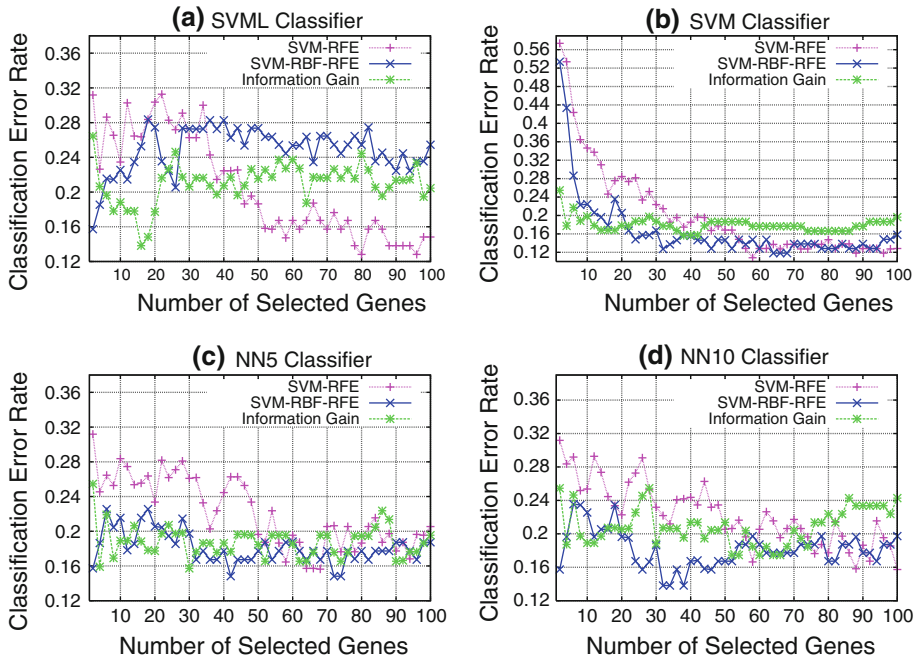 (a) SVML Classifier
Classification Error Rate
0.36
0.32
0.28
0.24
0.2
0.16
0.12
SVM-RFE
SVM-RBF-RFE
Information Gain
10 20 30 40 50 60 70 80 90 100
Number of Selected Genes
(b) SVM Classifier
Classification Error Rate
0.56
0.52
0.48
0.44
0.4
0.36
0.32
0.28
0.24
0.2
0.16
0.12
SVM-RFE
SVM-RBF-RFE
Information Gain
10 20 30 40 50 60 70 80 90 100
Number of Selected Genes
(c) NN5 Classifier
Classification Error Rate
0.36
0.32
0.28
0.24
0.2
0.16
0.12
SVM-RFE
SVM-RBF-RFE
Information Gain
10 20 30 40 50 60 70 80 90 100
Number of Selected Genes
(d) NN10 Classifier
Classification Error Rate
0.36
0.32
0.28
0.24
0.2
0.16
0.12
SVM-RFE
SVM-RBF-RFE
Information Gain
10 20 30 40 50 60 70 80 90 100
Number of Selected Genes